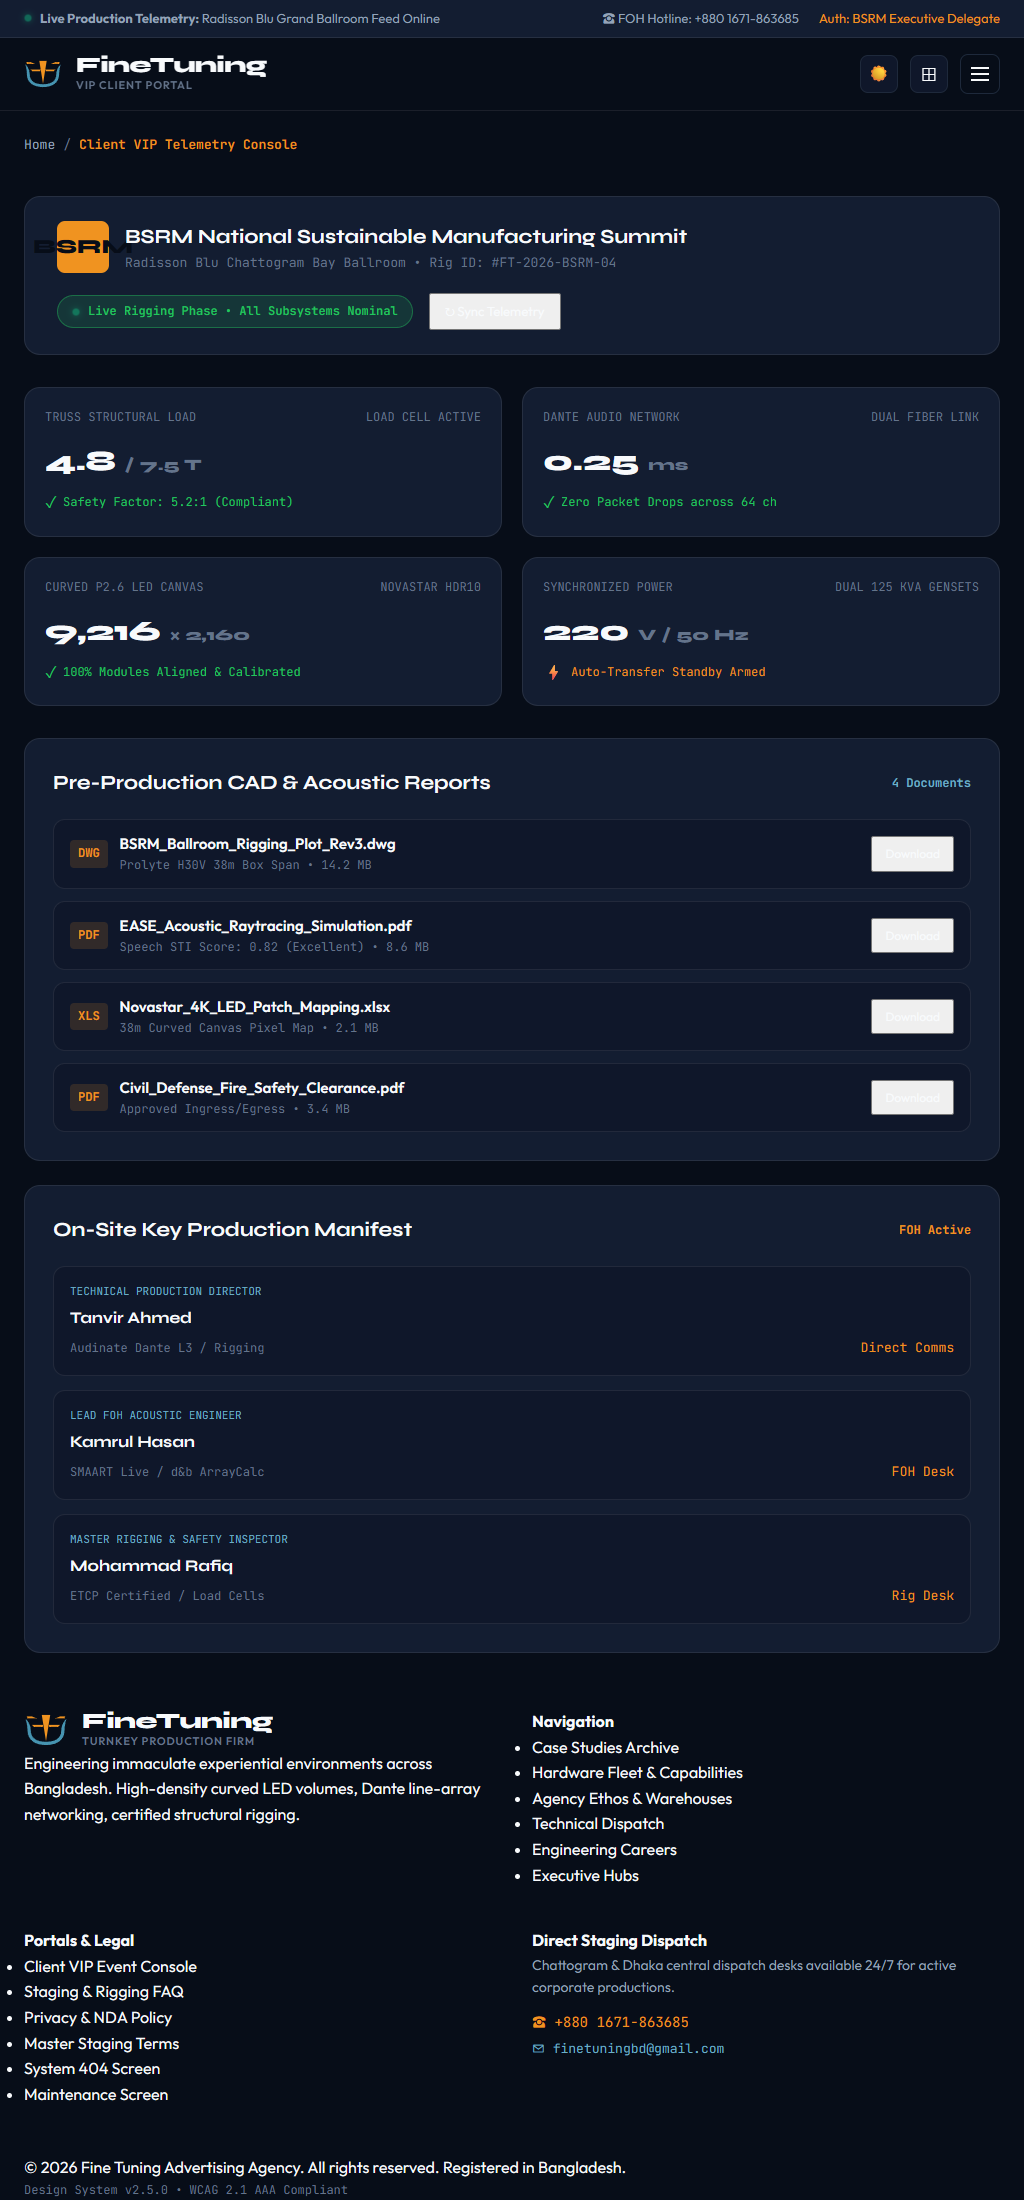 Live Production Telemetry: Radisson Blu Grand Ballroom Feed Online
☎ FOH Hotline: +880 1671-863685
Auth: BSRM Executive Delegate
FineTuning
VIP CLIENT PORTAL
Home / Client VIP Telemetry Console
BSRM
BSRM National Sustainable Manufacturing Summit
Radisson Blu Chattogram Bay Ballroom • Rig ID: #FT-2026-BSRM-04
Live Rigging Phase • All Subsystems Nominal
↻ Sync Telemetry
TRUSS STRUCTURAL LOAD
LOAD CELL ACTIVE
4.8 / 7.5 T
✓ Safety Factor: 5.2:1 (Compliant)
DANTE AUDIO NETWORK
DUAL FIBER LINK
0.25 ms
✓ Zero Packet Drops across 64 ch
CURVED P2.6 LED CANVAS
NOVASTAR HDR10
9,216 × 2,160
✓ 100% Modules Aligned & Calibrated
SYNCHRONIZED POWER
DUAL 125 KVA GENSETS
220 V / 50 Hz
⚡ Auto-Transfer Standby Armed
Pre-Production CAD & Acoustic Reports
4 Documents
DWG
BSRM_Ballroom_Rigging_Plot_Rev3.dwg
Prolyte H30V 38m Box Span • 14.2 MB
Download
PDF
EASE_Acoustic_Raytracing_Simulation.pdf
Speech STI Score: 0.82 (Excellent) • 8.6 MB
Download
XLS
Novastar_4K_LED_Patch_Mapping.xlsx
38m Curved Canvas Pixel Map • 2.1 MB
Download
PDF
Civil_Defense_Fire_Safety_Clearance.pdf
Approved Ingress/Egress • 3.4 MB
Download
On-Site Key Production Manifest
FOH Active
TECHNICAL PRODUCTION DIRECTOR
Tanvir Ahmed
Audinate Dante L3 / Rigging
Direct Comms
LEAD FOH ACOUSTIC ENGINEER
Kamrul Hasan
SMAART Live / d&b ArrayCalc
FOH Desk
MASTER RIGGING & SAFETY INSPECTOR
Mohammad Rafiq
ETCP Certified / Load Cells
Rig Desk
FineTuning
TURNKEY PRODUCTION FIRM
Engineering immaculate experiential environments across
Bangladesh. High-density curved LED volumes, Dante line-array
networking, certified structural rigging.
Navigation
• Case Studies Archive
• Hardware Fleet & Capabilities
• Agency Ethos & Warehouses
• Technical Dispatch
• Engineering Careers
• Executive Hubs
Portals & Legal
• Client VIP Event Console
• Staging & Rigging FAQ
• Privacy & NDA Policy
• Master Staging Terms
• System 404 Screen
• Maintenance Screen
Direct Staging Dispatch
Chattogram & Dhaka central dispatch desks available 24/7 for active
corporate productions.
☎ +880 1671-863685
✉ finetuningbd@gmail.com
© 2026 Fine Tuning Advertising Agency. All rights reserved. Registered in Bangladesh.
Design System v2.5.0 • WCAG 2.1 AAA Compliant